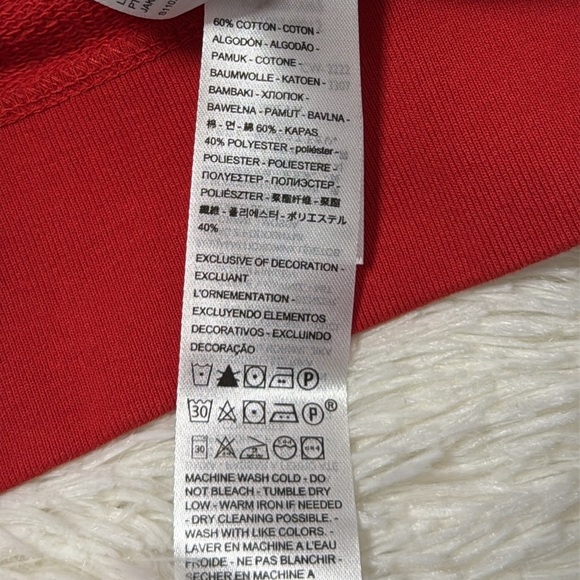 60% COTTON - COTON -
ALGODÓN - ALGODÃO -
PAMUK - COTONE -
BAUMWOLLE - KATOEN -
BAMBAKI - ХЛОПОК -
BAWEŁNA - PAMUT - BAVLNA -
棉 - 면 - 綿 60% - KAPAS
40% POLYESTER - poliéster -
POLIESTER - POLIESTERE -
ΠΟΛΥΕΣΤΕΡ - ПОЛИЭСТЕР -
POLIÉSZTER - 聚酯纤维 - 聚酯
纖維 - 폴리에스터 - ポリエステル
40%
EXCLUSIVE OF DECORATION -
EXCLUANT
L'ORNEMENTATION -
EXCLUYENDO ELEMENTOS
DECORATIVOS - EXCLUINDO
DECORAÇÃO
P
30 P®
30
MACHINE WASH COLD - DO
NOT BLEACH - TUMBLE DRY
LOW - WARM IRON IF NEEDED
- DRY CLEANING POSSIBLE. -
WASH WITH LIKE COLORS. -
LAVER EN MACHINE A L'EAU
FROIDE - NE PAS BLANCHIR -
SECHER EN MACHINE A